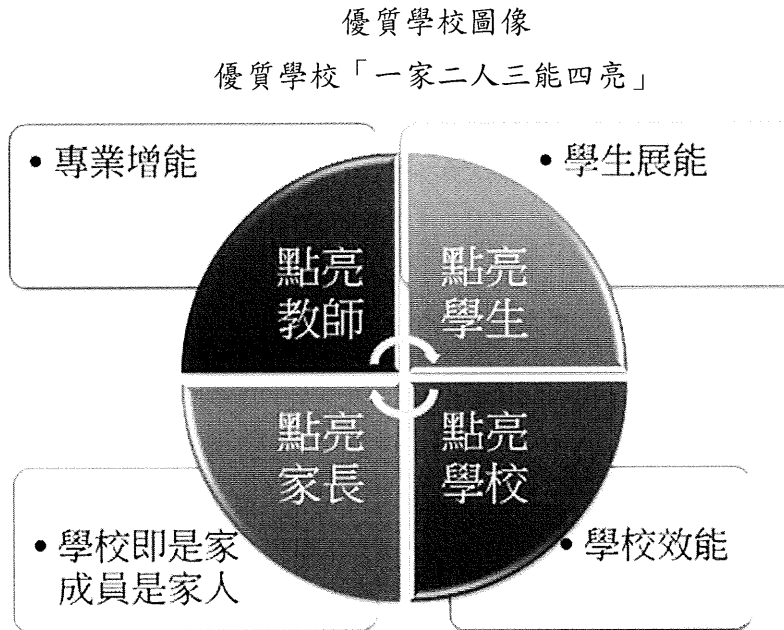 優質學校圖像
優質學校「一家二人三能四亮」
• 專業增能
• 學生展能
點亮
教師
點亮
學生
點亮
家長
點亮
學校
• 學校即是家
成員是家人
• 學校效能